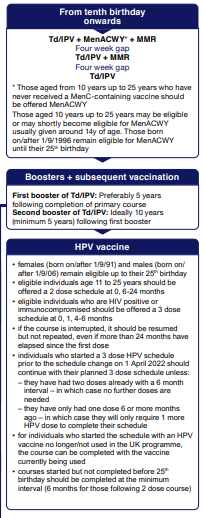 From tenth birthday
onwards
Td/IPV + MenACWY* + MMR
Four week gap
Td/IPV + MMR
Four week gap
Td/IPV
* Those aged from 10 years up to 25 years who have
never received a MenC-containing vaccine should
be offered MenACWY
Those aged 10 years up to 25 years may be eligible
or may shortly become eligible for MenACWY
usually given around 14y of age. Those born
on/after 1/9/1996 remain eligible for MenACWY
until their 25th birthday
Boosters + subsequent vaccination
First booster of Td/IPV: Preferably 5 years
following completion of primary course
Second booster of Td/IPV: Ideally 10 years
(minimum 5 years) following first booster
HPV vaccine
• females (born on/after 1/9/91) and males (born on/
after 1/9/06) remain eligible up to their 25th birthday
• eligible individuals age 11 to 25 years should be
offered a 2 dose schedule at 0, 6-24 months
• eligible individuals who are HIV positive or
immunocompromised should be offered a 3 dose
schedule at 0, 1, 4-6 months
• if the course is interrupted, it should be resumed
but not repeated, even if more than 24 months have
elapsed since the first dose
• individuals who started a 3 dose HPV schedule
prior to the schedule change on 1 April 2022 should
continue with their planned 3 dose schedule unless:
– they have had two doses already with a 6 month
interval – in which case no further doses are
needed
– they have only had one dose 6 or more months
ago – in which case they will only require 1 more
HPV dose to complete their schedule
• for individuals who started the schedule with an HPV
vaccine no longer/not used in the UK programme,
the course can be completed with the vaccine
currently being used
• courses started but not completed before 25th
birthday should be completed at the minimum
interval (6 months for those following 2 dose course)